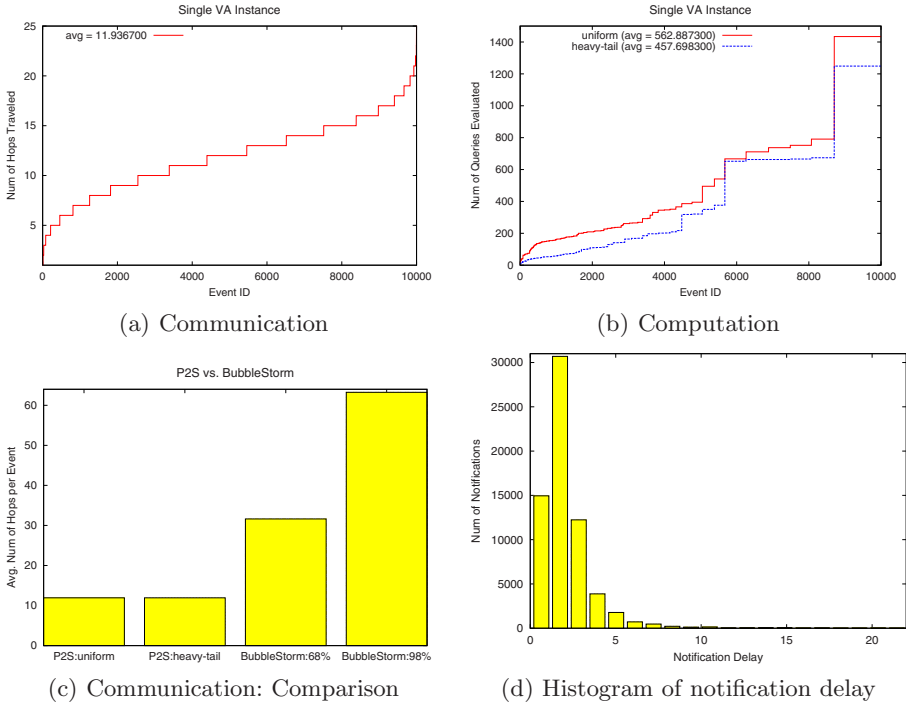 Single VA Instance
avg = 11.936700
25
20
15
10
5
Num of Hops Traveled
0 2000 4000 6000 8000 10000
Event ID
(a) Communication
Single VA Instance
uniform (avg = 562.887300)
heavy-tail (avg = 457.698300)
1400
1200
1000
800
600
400
200
0
Num of Queries Evaluated
0 2000 4000 6000 8000 10000
Event ID
(b) Computation
P2S vs. BubbleStorm
60
50
40
30
20
10
0
Avg. Num of Hops per Event
P2S:uniform P2S:heavy-tail BubbleStorm:68% BubbleStorm:98%
(c) Communication: Comparison
30000
25000
20000
15000
10000
5000
0
Num of Notifications
0 5 10 15 20
Notification Delay
(d) Histogram of notification delay